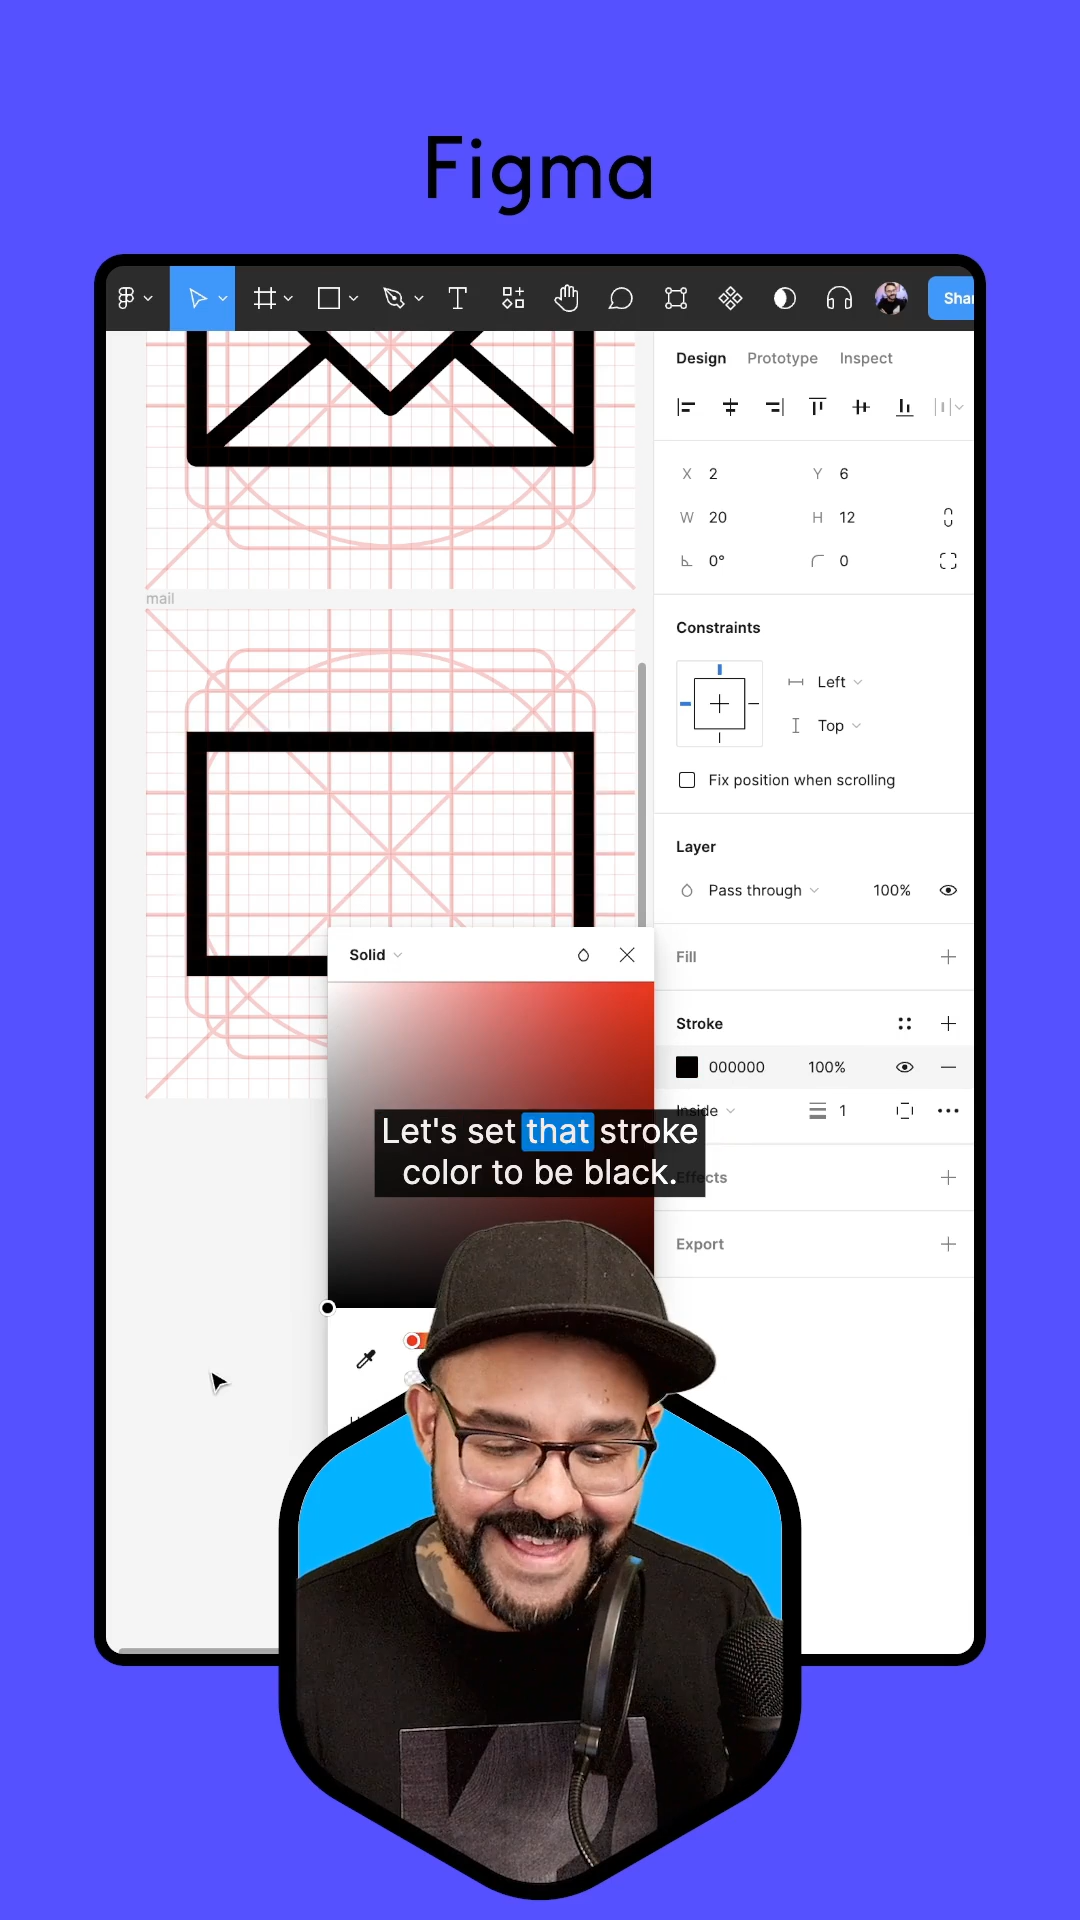 Figma
Shar
Design Prototype Inspect
X 2 Y 6
W 20 H 12
0° 0
mail
Constraints
Left
Top
Fix position when scrolling
Layer
Pass through 100%
Solid
Fill
Stroke
000000 100%
Inside 1
Let's set that stroke
color to be black.
Effects
Export